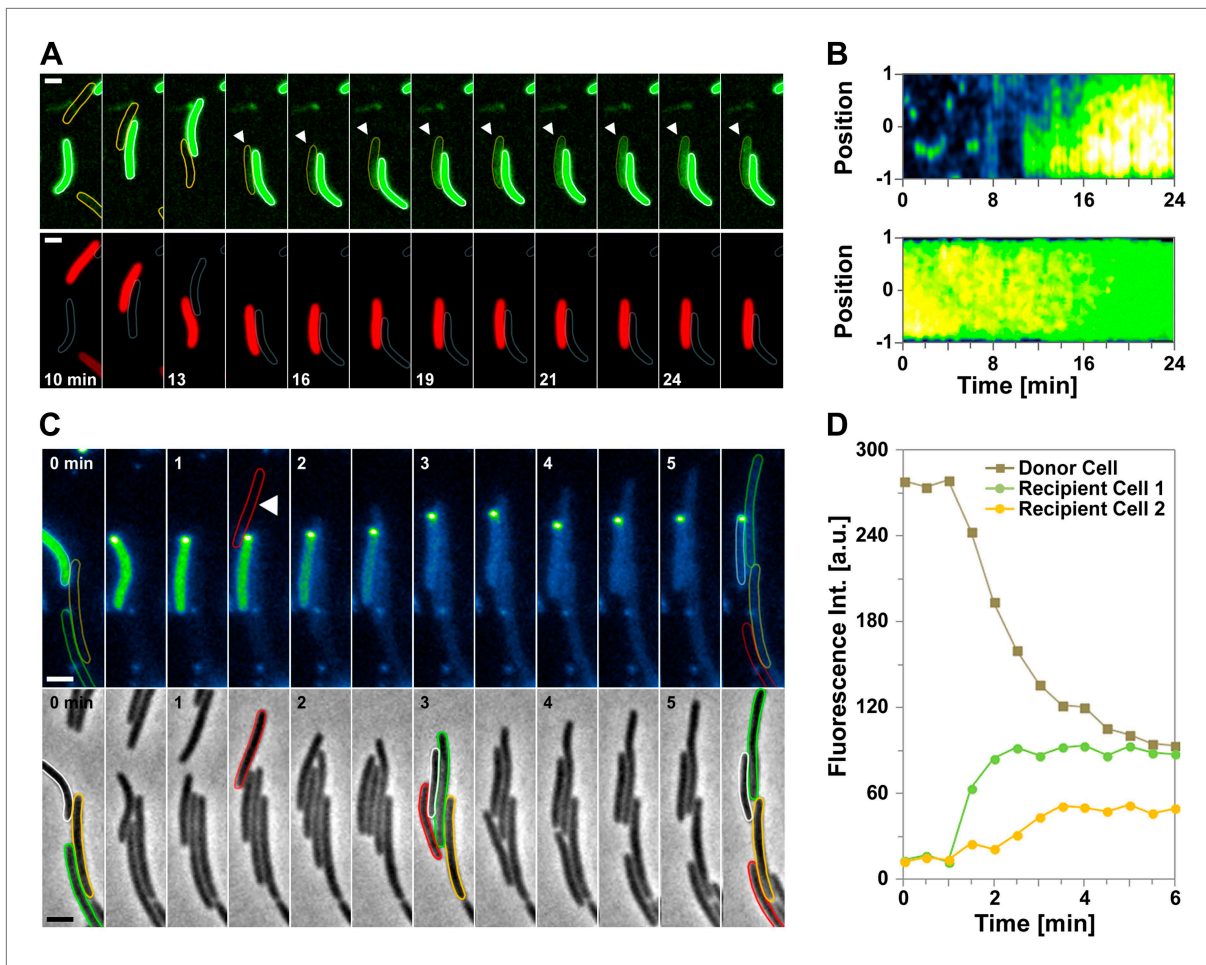 A
10 min 13 16 19 21 24
B
Position
1
0
-1
0 8 16 24
Position
1
0
-1
0 8 16 24
Time [min]
C
0 min 1 2 3 4 5
0 min 1 2 3 4 5
D
Fluorescence Int. [a.u.]
300
240
180
120
60
0
Donor Cell
Recipient Cell 1
Recipient Cell 2
0 2 4 6
Time [min]